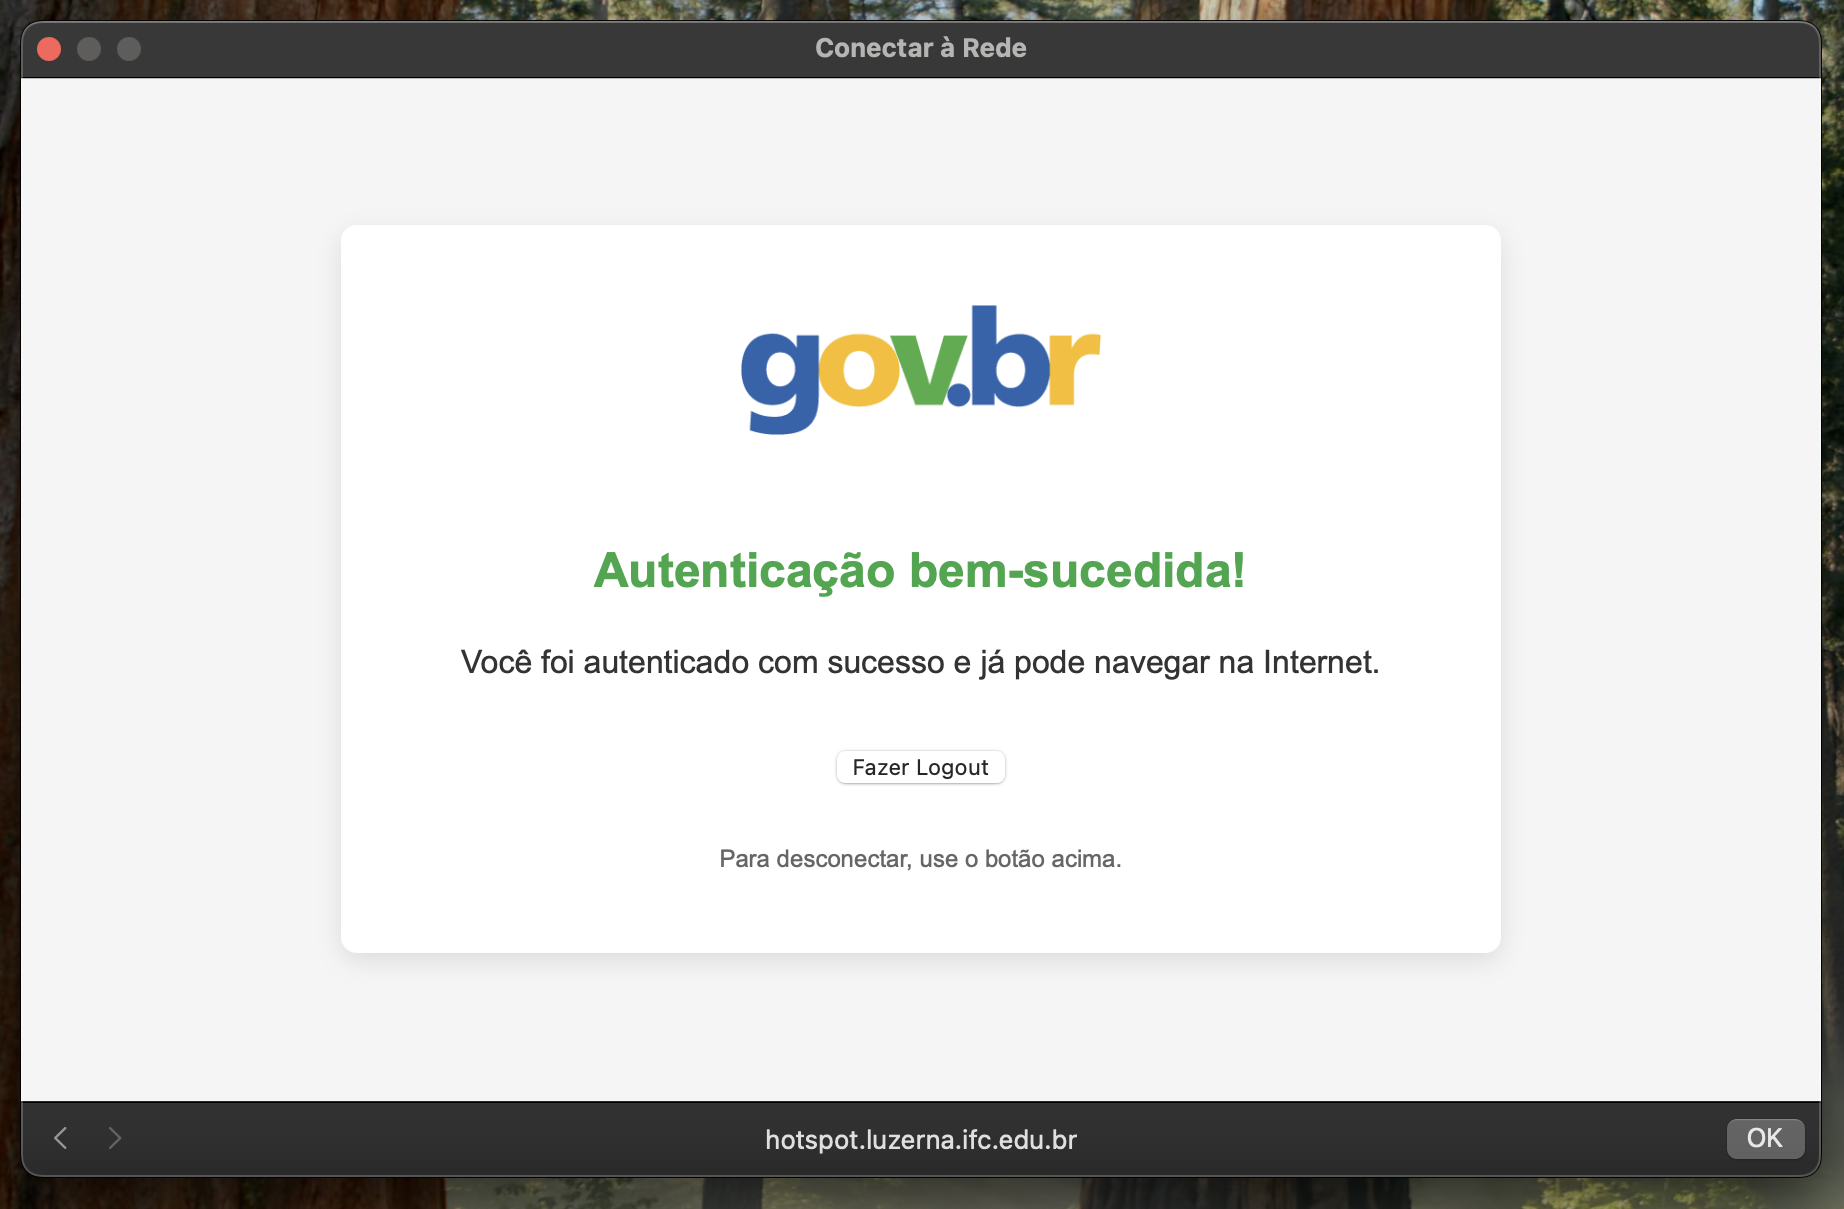 Conectar à Rede
gov.br
Autenticação bem-sucedida!
Você foi autenticado com sucesso e já pode navegar na Internet.
Fazer Logout
Para desconectar, use o botão acima.
hotspot.luzerna.ifc.edu.br
OK